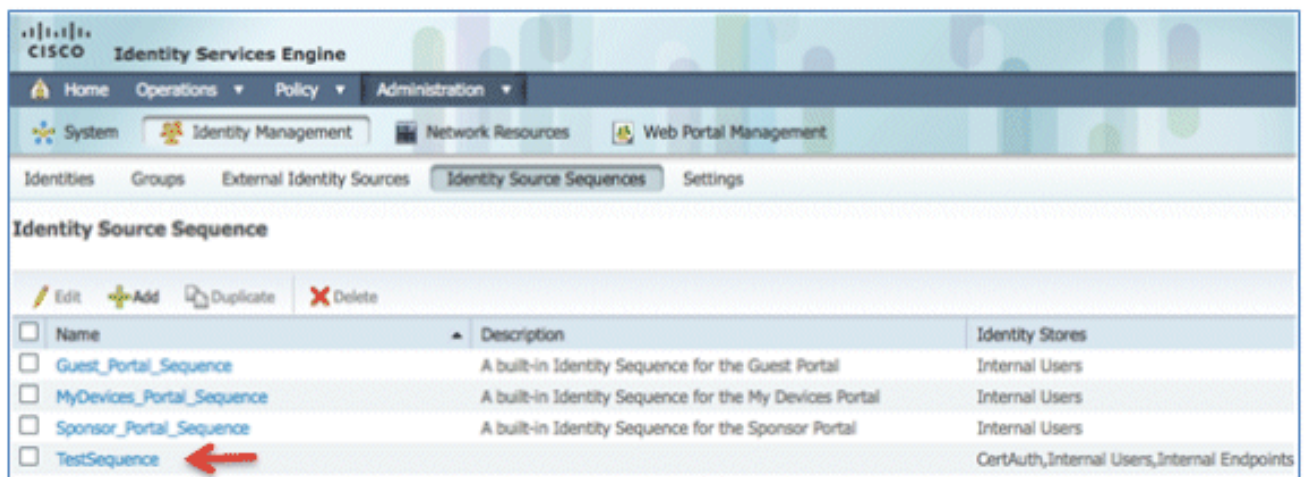 CISCO Identity Services Engine
Home Operations Policy Administration
System Identity Management Network Resources Web Portal Management
Identities Groups External Identity Sources Identity Source Sequences Settings
Identity Source Sequence
Edit Add Duplicate Delete
Name Description Identity Stores
Guest_Portal_Sequence A built-in Identity Sequence for the Guest Portal Internal Users
MyDevices_Portal_Sequence A built-in Identity Sequence for the My Devices Portal Internal Users
Sponsor_Portal_Sequence A built-in Identity Sequence for the Sponsor Portal Internal Users
TestSequence CertAuth,Internal Users,Internal Endpoints